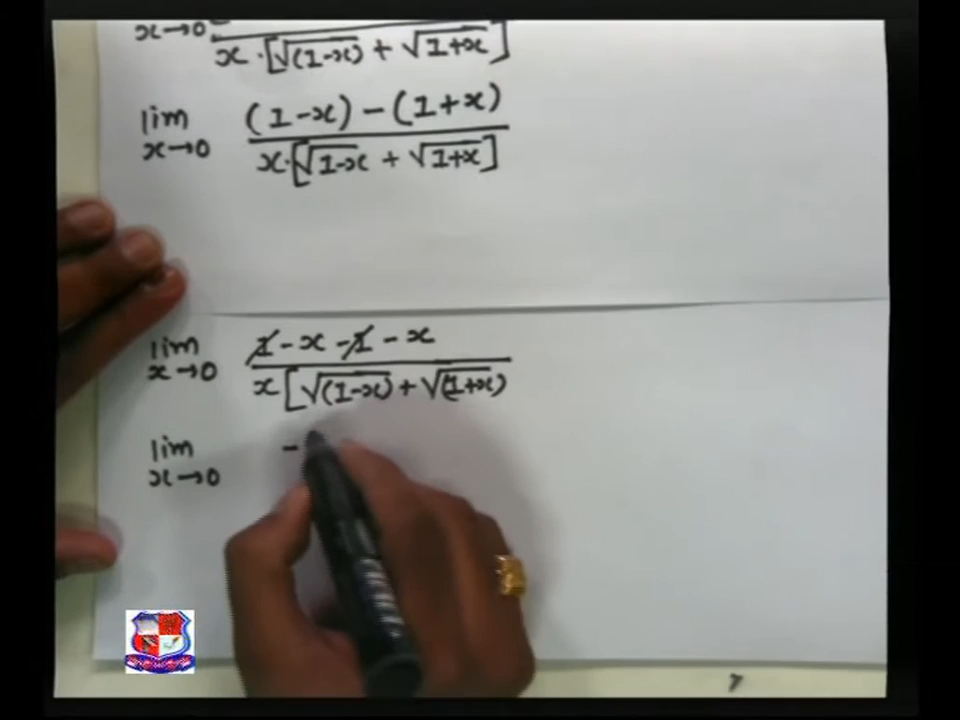 x→0 x·[√(1-x) + √1+x]
lim x→0 (1-x) - (1+x)
x·[√1-x + √1+x]
lim x→0 1 - x - 1 - x
x[√(1-x) + √(1+x)
lim x→0 -